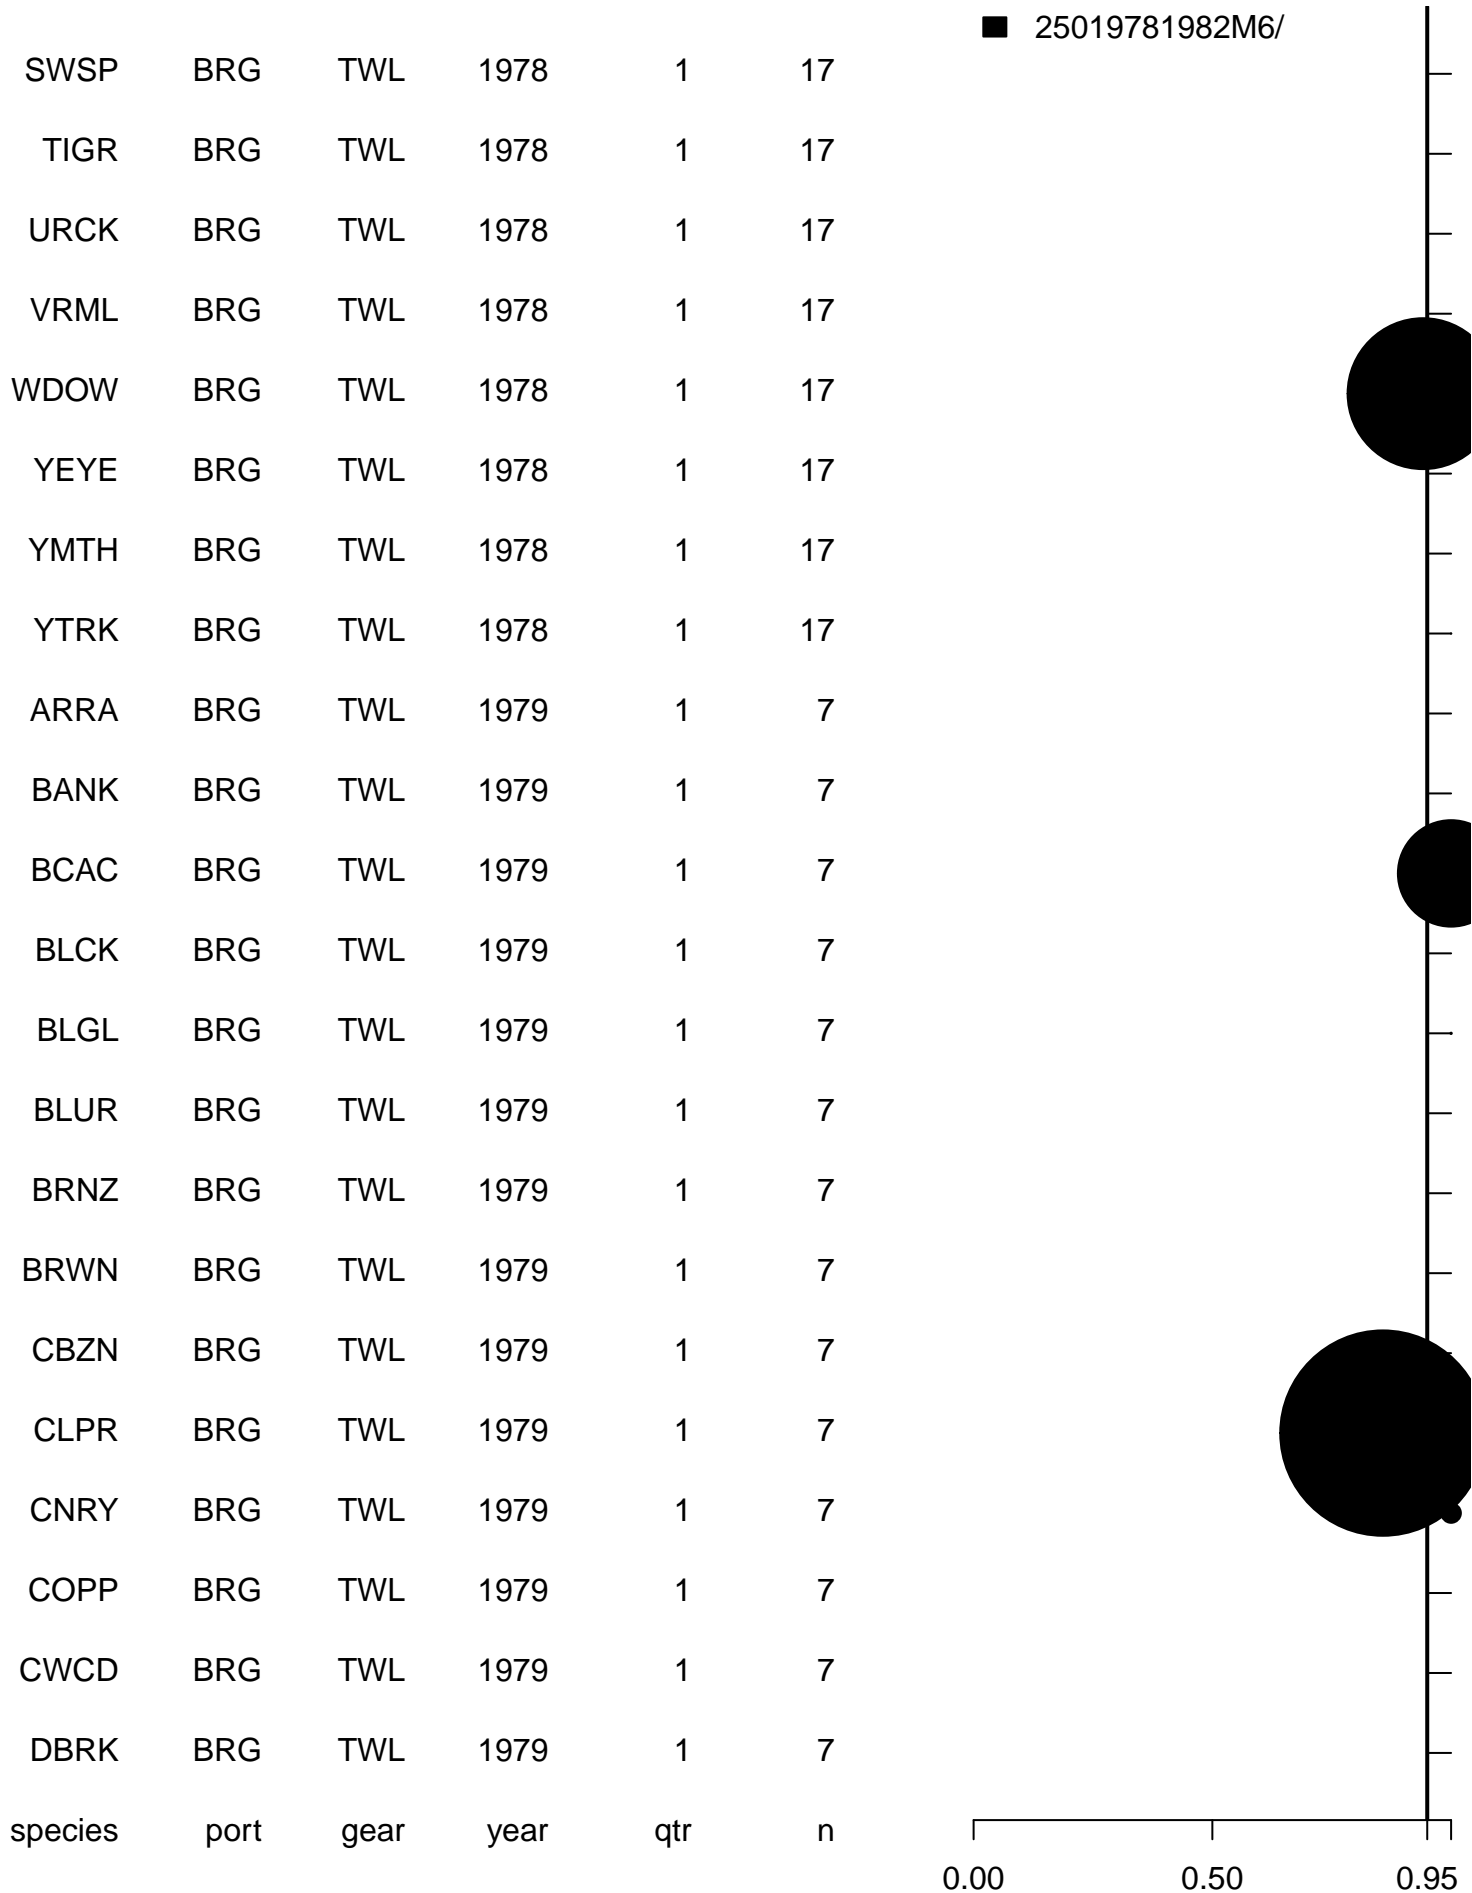 25019781982M6/
SWSP BRG TWL 1978 1 17
TIGR BRG TWL 1978 1 17
URCK BRG TWL 1978 1 17
VRML BRG TWL 1978 1 17
WDOW BRG TWL 1978 1 17
YEYE BRG TWL 1978 1 17
YMTH BRG TWL 1978 1 17
YTRK BRG TWL 1978 1 17
ARRA BRG TWL 1979 1 7
BANK BRG TWL 1979 1 7
BCAC BRG TWL 1979 1 7
BLCK BRG TWL 1979 1 7
BLGL BRG TWL 1979 1 7
BLUR BRG TWL 1979 1 7
BRNZ BRG TWL 1979 1 7
BRWN BRG TWL 1979 1 7
CBZN BRG TWL 1979 1 7
CLPR BRG TWL 1979 1 7
CNRY BRG TWL 1979 1 7
COPP BRG TWL 1979 1 7
CWCD BRG TWL 1979 1 7
DBRK BRG TWL 1979 1 7
species port gear year qtr n
0.00 0.50 0.95